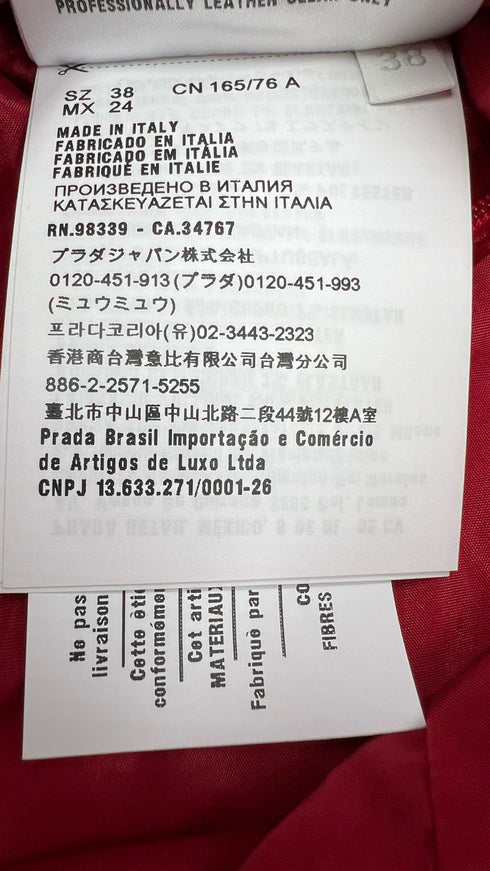 PROFESSIONALLY LEATHER CLEAN ONLY
38
SZ 38 CN 165/76 A
MX 24
MADE IN ITALY
FABRICADO EN ITALIA
FABRICADO EM ITÁLIA
FABRIQUÉ EN ITALIE
ПРОИЗВЕДЕНО В ИТАЛИЯ
ΚΑΤΑΣΚΕΥΑΖΕΤΑΙ ΣΤΗΝ ΙΤΑΛΙΑ
RN.98339 - CA.34767
プラダジャパン株式会社
0120-451-913(プラダ)0120-451-993
(ミュウミュウ)
프라다코리아(유)02-3443-2323
香港商台灣意比有限公司台灣分公司
886-2-2571-5255
臺北市中山區中山北路二段44號12樓A室
Prada Brasil Importação e Comércio
de Artigos de Luxo Ltda
CNPJ 13.633.271/0001-26
Ne pas
livraison
Cette éti
conformémen
Cet arti
MATERIAUX
Fabriqué par
CO
FIBRES